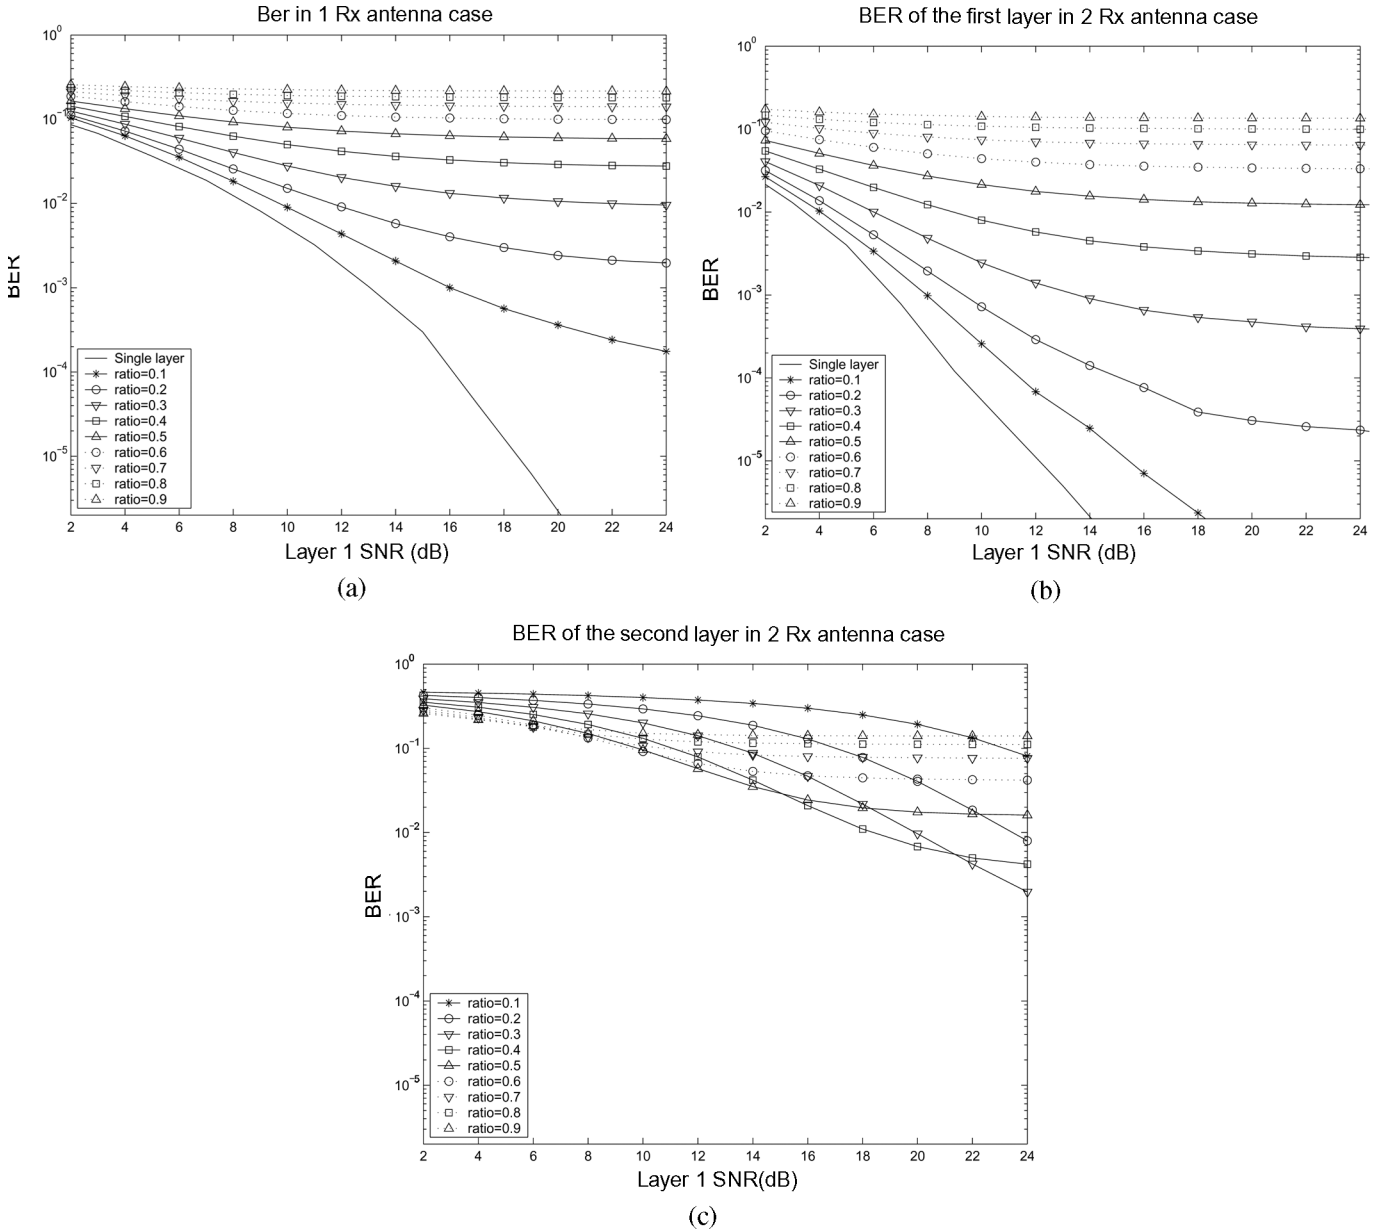 Ber in 1 Rx antenna case
10^0
10^-1
10^-2
10^-3
10^-4
10^-5
BER
Single layer
ratio=0.1
ratio=0.2
ratio=0.3
ratio=0.4
ratio=0.5
ratio=0.6
ratio=0.7
ratio=0.8
ratio=0.9
2 4 6 8 10 12 14 16 18 20 22 24
Layer 1 SNR (dB)
(a)
BER of the first layer in 2 Rx antenna case
10^0
10^-1
10^-2
10^-3
10^-4
10^-5
BER
Single layer
ratio=0.1
ratio=0.2
ratio=0.3
ratio=0.4
ratio=0.5
ratio=0.6
ratio=0.7
ratio=0.8
ratio=0.9
2 4 6 8 10 12 14 16 18 20 22 24
Layer 1 SNR (dB)
(b)
BER of the second layer in 2 Rx antenna case
10^0
10^-1
10^-2
10^-3
10^-4
10^-5
BER
ratio=0.1
ratio=0.2
ratio=0.3
ratio=0.4
ratio=0.5
ratio=0.6
ratio=0.7
ratio=0.8
ratio=0.9
2 4 6 8 10 12 14 16 18 20 22 24
Layer 1 SNR(dB)
(c)